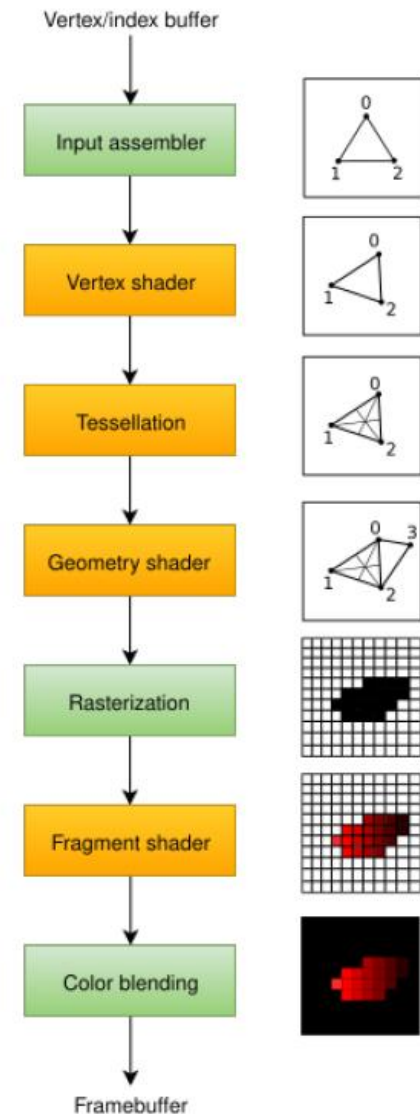 Vertex/index buffer
Input assembler
0
1 2
Vertex shader
0
1
2
Tessellation
0
1
2
Geometry shader
0 3
1
2
Rasterization
Fragment shader
Color blending
Framebuffer